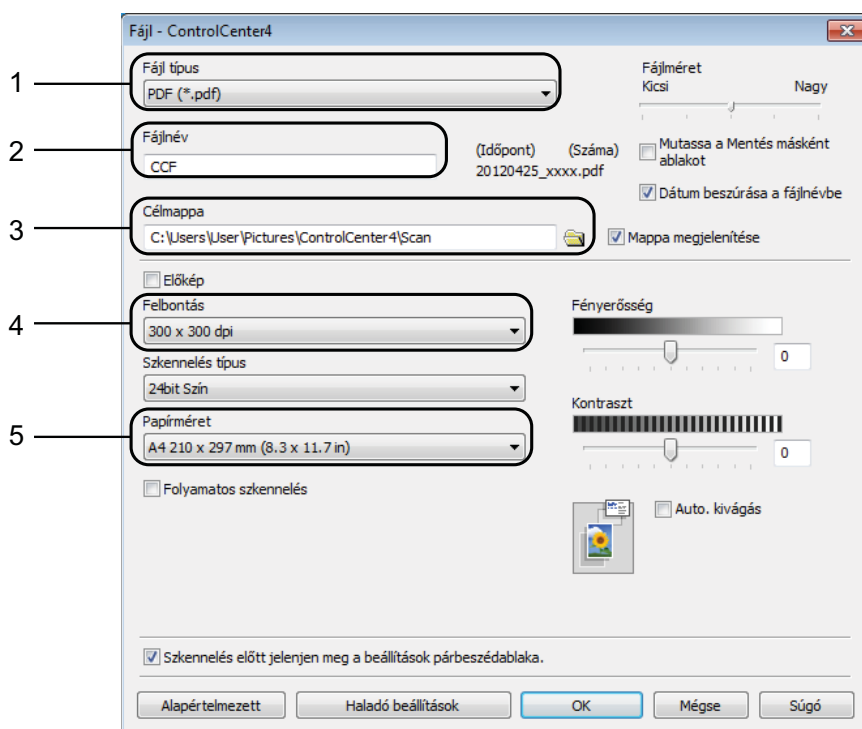 Fájl - ControlCenter4
1
Fájl típus
PDF (*.pdf)
Fájlméret
Kicsi Nagy
2
Fájlnév
CCF
(Időpont) (Száma)
20120425_xxxx.pdf
Mutassa a Mentés másként
ablakot
Dátum beszúrása a fájlnévbe
3
Célmappa
C:\Users\User\Pictures\ControlCenter4\Scan
Mappa megjelenítése
Előkép
4
Felbontás
300 x 300 dpi
Fényerősség
0
Szkennelés típus
24bit Szín
Kontraszt
0
5
Papírméret
A4 210 x 297 mm (8.3 x 11.7 in)
Folyamatos szkennelés
Auto. kivágás
Szkennelés előtt jelenjen meg a beállítások párbeszédablaka.
Alapértelmezett Haladó beállítások OK Mégse Súgó